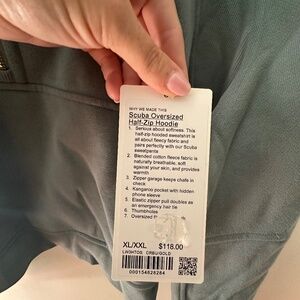 WHY WE MADE THIS
Scuba Oversized
Half-Zip Hoodie
1. Serious about softness. This
half-zip hooded sweatshirt is
all about fleecy fabric and
pairs perfectly with our Scuba
sweatpants
2. Blended cotton fleece fabric is
naturally breathable, soft
against your skin, and provides
warmth
3. Zipper garage keeps chafe in
check
4. Kangaroo pocket with hidden
phone sleeve
5. Elastic zipper pull doubles as
an emergency hair tie
6. Thumbholes
7. Oversized
XL/XXL $118.00
LW3HTOS
000154828284